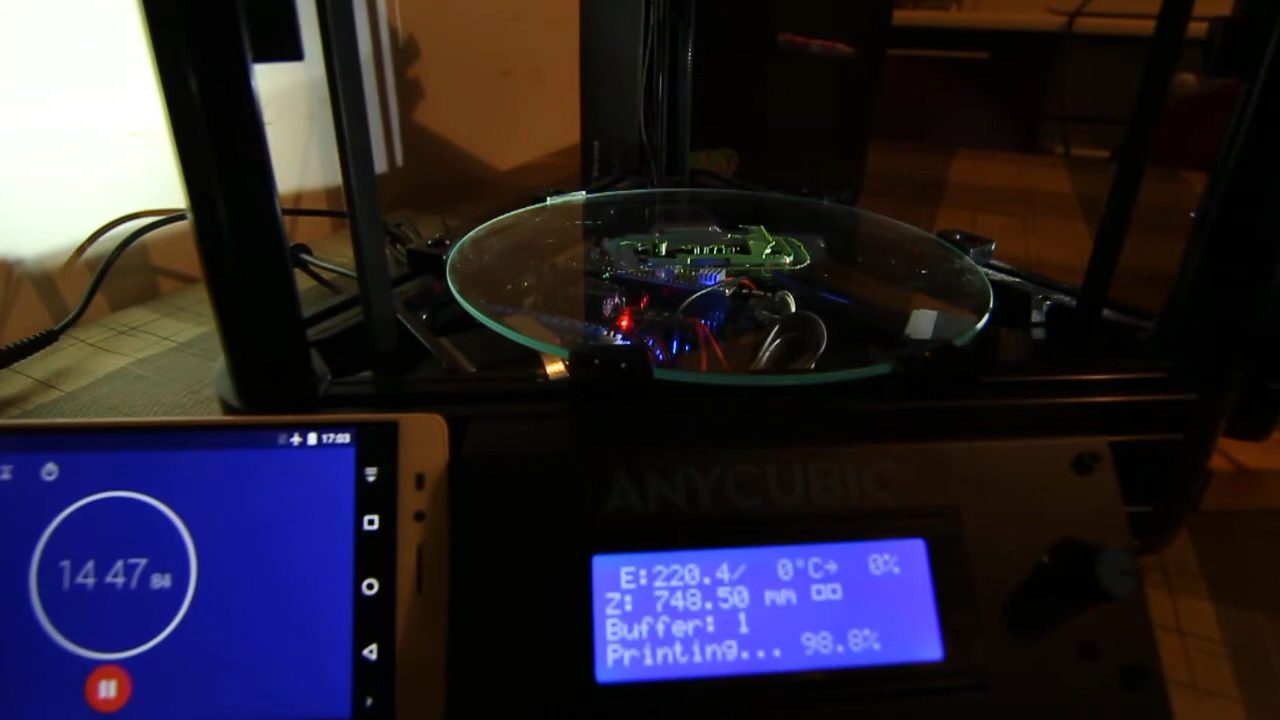 17:03
14 47 84
ANYCUBIC
E:220.4/ 0°C→ 0%
Z: 748.50 mm
Buffer: 1
Printing... 98.8%